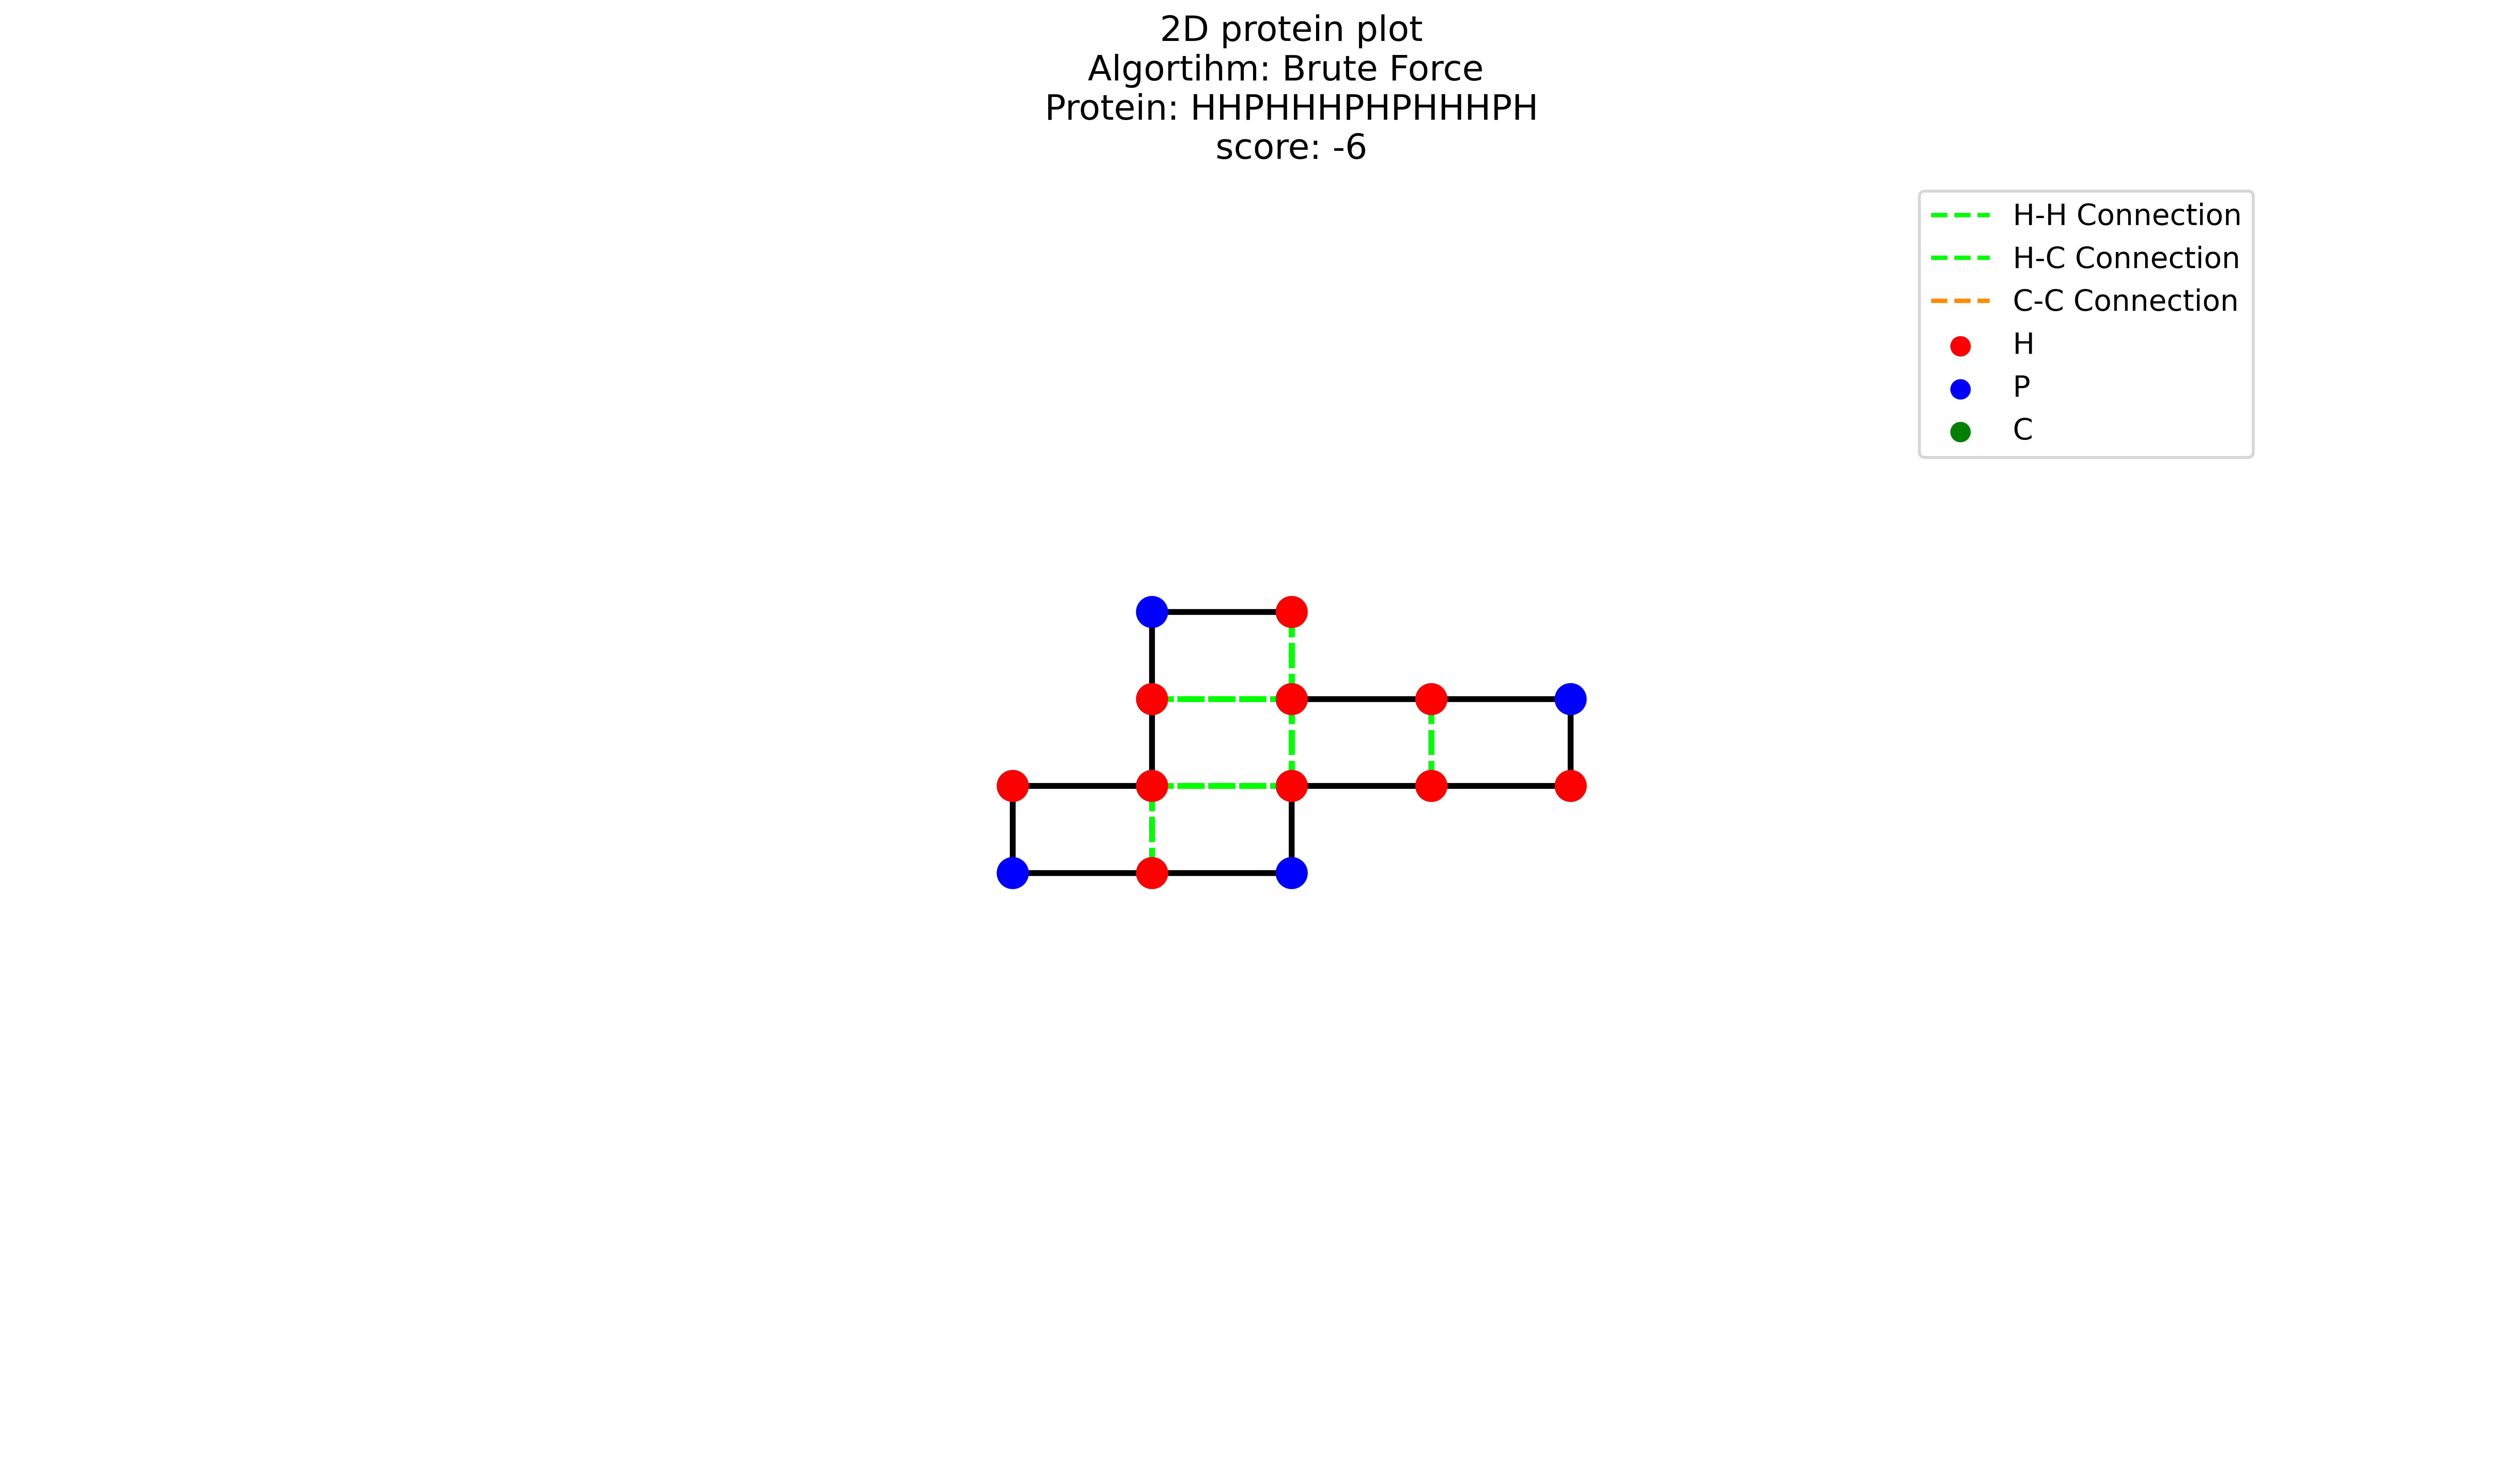 2D protein plot
Algortihm: Brute Force
Protein: HHPHHHPHPHHHPH
score: -6
H-H Connection
H-C Connection
C-C Connection
H
P
C